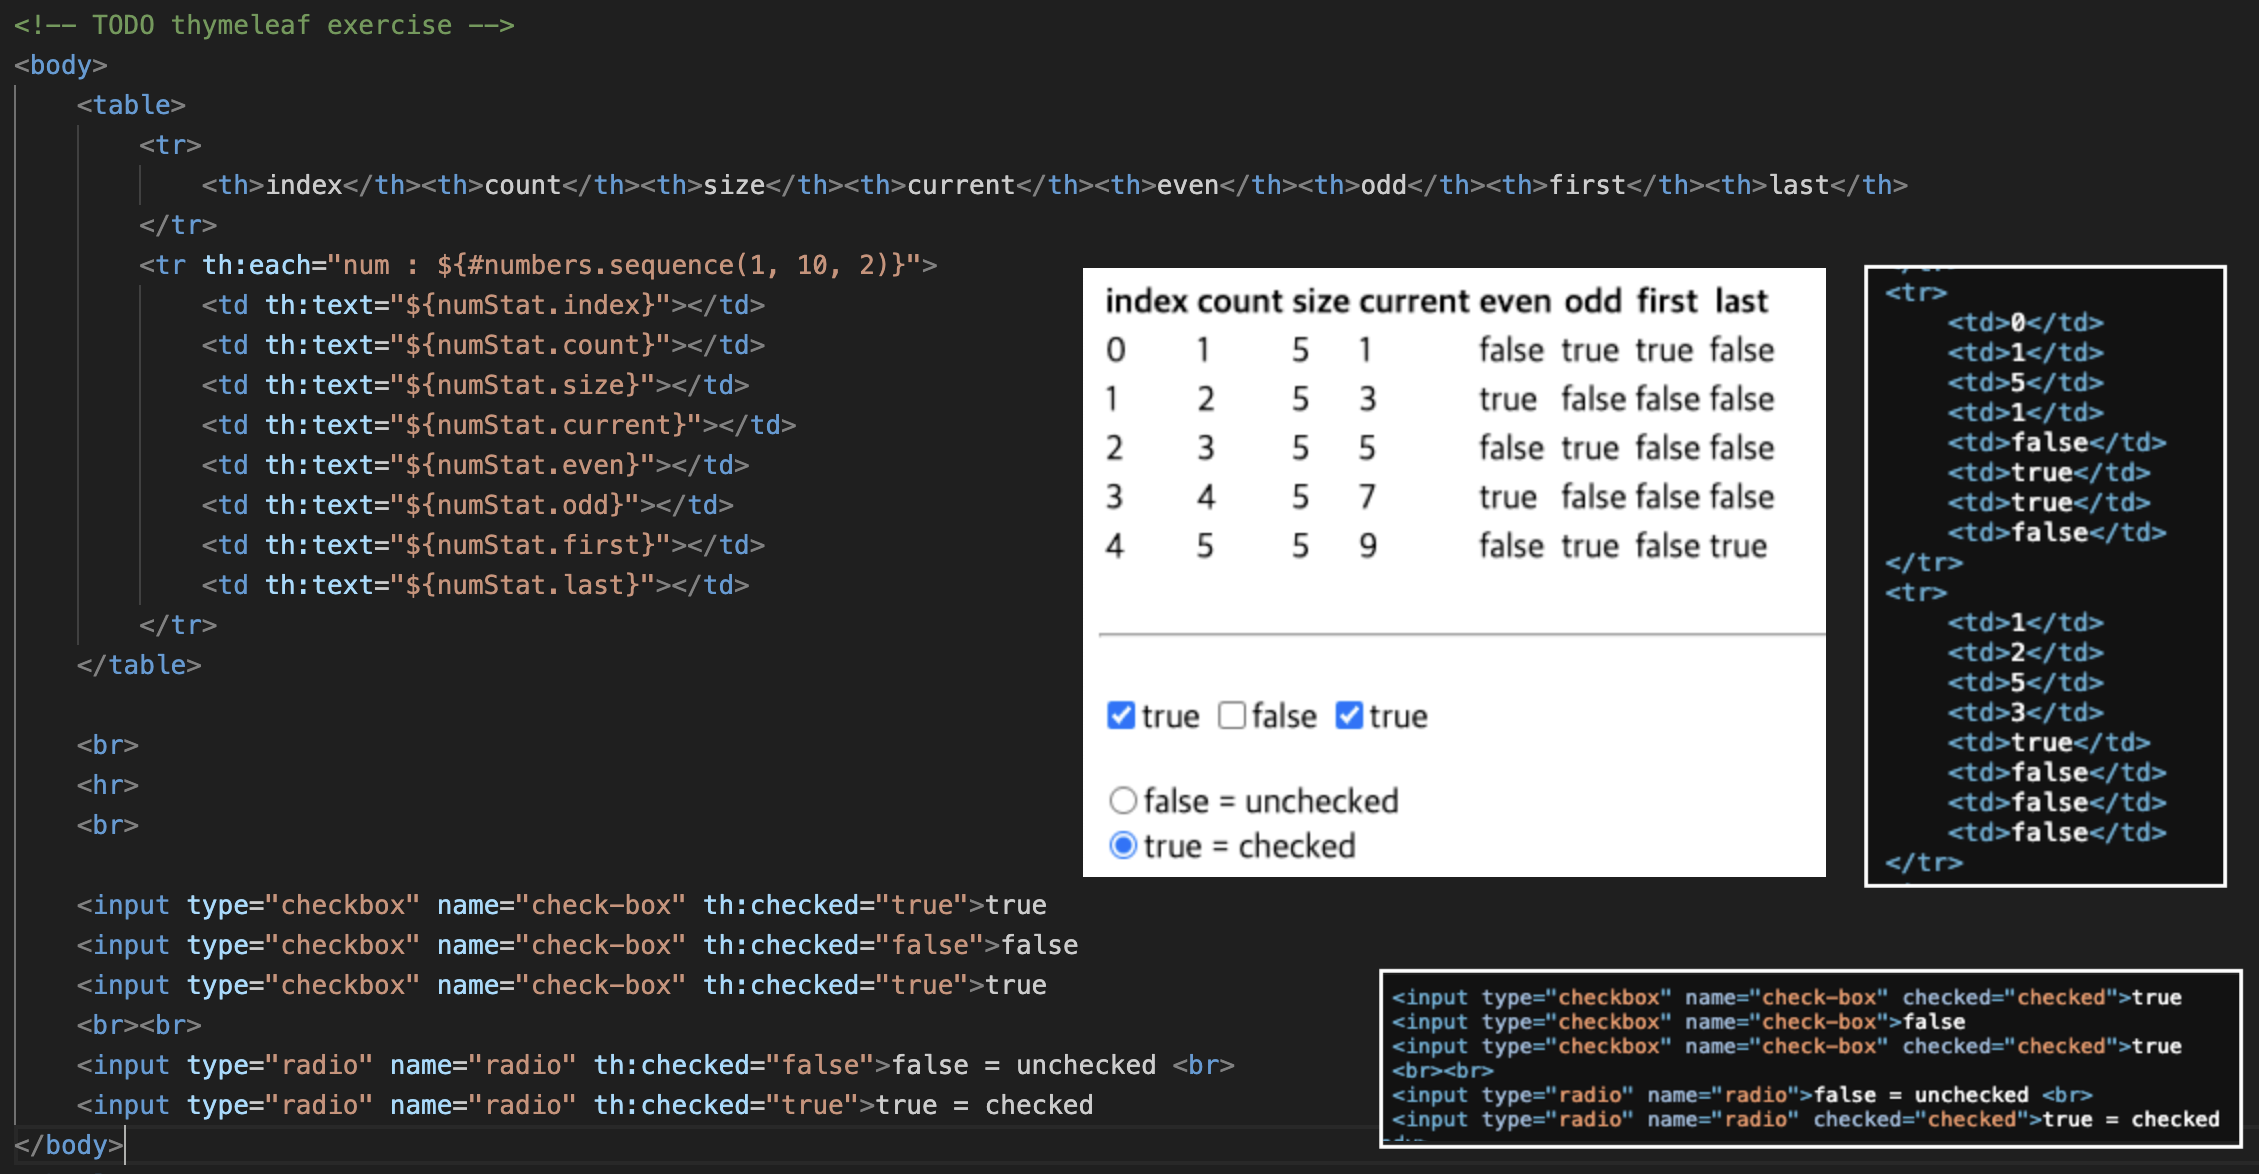 <!-- TODO thymeleaf exercise -->
<body>
<table>
<tr>
<th>index</th><th>count</th><th>size</th><th>current</th><th>even</th><th>odd</th><th>first</th><th>last</th>
</tr>
<tr th:each="num : ${#numbers.sequence(1, 10, 2)}">
<td th:text="${numStat.index}"></td>
<td th:text="${numStat.count}"></td>
<td th:text="${numStat.size}"></td>
<td th:text="${numStat.current}"></td>
<td th:text="${numStat.even}"></td>
<td th:text="${numStat.odd}"></td>
<td th:text="${numStat.first}"></td>
<td th:text="${numStat.last}"></td>
</tr>
</table>
<br>
<hr>
<br>
<input type="checkbox" name="check-box" th:checked="true">true
<input type="checkbox" name="check-box" th:checked="false">false
<input type="checkbox" name="check-box" th:checked="true">true
<br><br>
<input type="radio" name="radio" th:checked="false">false = unchecked <br>
<input type="radio" name="radio" th:checked="true">true = checked
</body>
index count size current even odd first last
0 1 5 1 false true true false
1 2 5 3 true false false false
2 3 5 5 false true false false
3 4 5 7 true false false false
4 5 5 9 false true false true
true false true
false = unchecked
true = checked
<tr>
<td>0</td>
<td>1</td>
<td>5</td>
<td>1</td>
<td>false</td>
<td>true</td>
<td>true</td>
<td>false</td>
</tr>
<tr>
<td>1</td>
<td>2</td>
<td>5</td>
<td>3</td>
<td>true</td>
<td>false</td>
<td>false</td>
<td>false</td>
</tr>
<input type="checkbox" name="check-box" checked="checked">true
<input type="checkbox" name="check-box">false
<input type="checkbox" name="check-box" checked="checked">true
<br><br>
<input type="radio" name="radio">false = unchecked <br>
<input type="radio" name="radio" checked="checked">true = checked